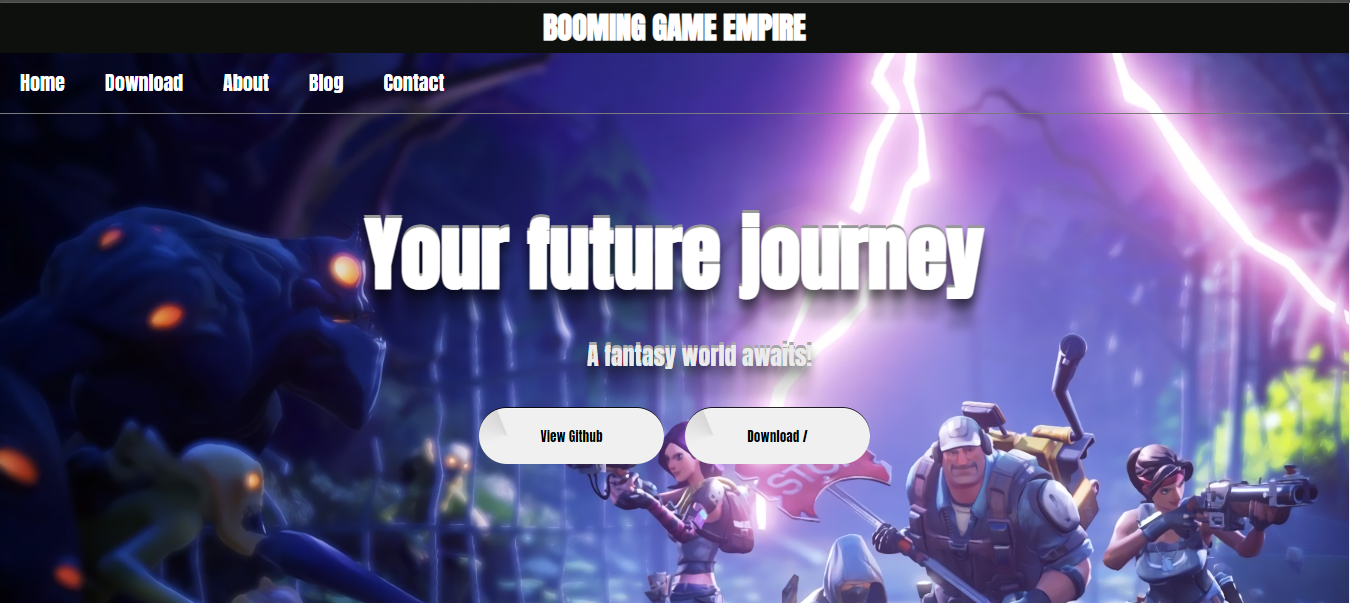 BOOMING GAME EMPIRE
Home Download About Blog Contact
Your future journey
A fantasy world awaits!
View Github Download /
STOP